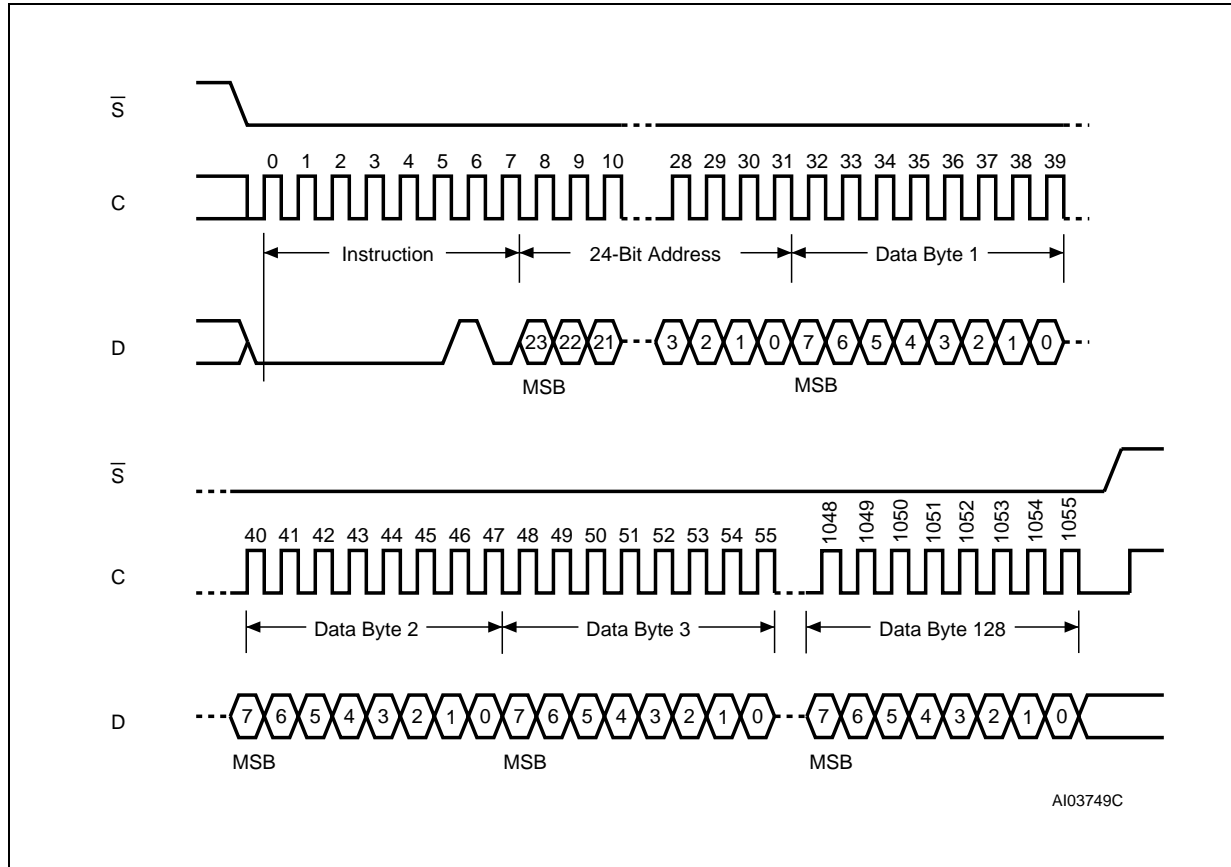 S
0 1 2 3 4 5 6 7 8 9 10 28 29 30 31 32 33 34 35 36 37 38 39
C
Instruction 24-Bit Address Data Byte 1
D 23 22 21 3 2 1 0 7 6 5 4 3 2 1 0
MSB MSB
S
40 41 42 43 44 45 46 47 48 49 50 51 52 53 54 55 1048 1049 1050 1051 1052 1053 1054 1055
C
Data Byte 2 Data Byte 3 Data Byte 128
D 7 6 5 4 3 2 1 0 7 6 5 4 3 2 1 0 7 6 5 4 3 2 1 0
MSB MSB MSB
AI03749C